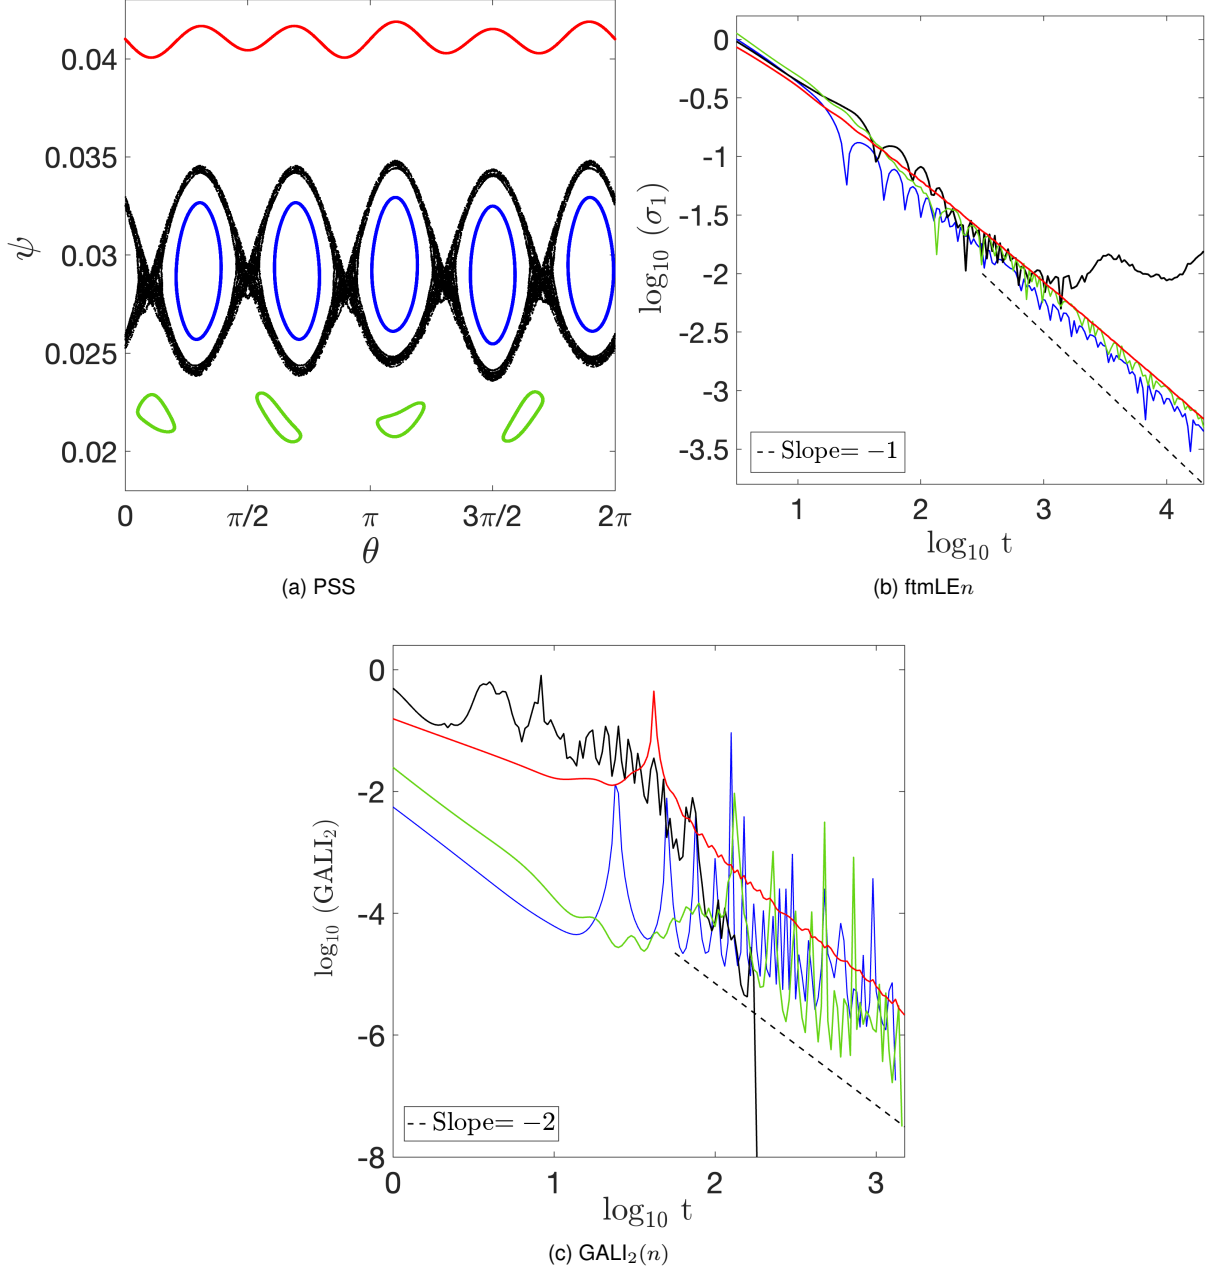 0.04
0.035
0.03
0.025
0.02
ψ
0 π/2 π 3π/2 2π
θ
(a) PSS
0
-0.5
-1
-1.5
-2
-2.5
-3
-3.5
log₁₀ (σ₁)
Slope= −1
1 2 3 4
log₁₀ t
(b) ftmLEn
0
-2
-4
-6
-8
log₁₀ (GALI₂)
Slope= −2
0 1 2 3
log₁₀ t
(c) GALI₂(n)